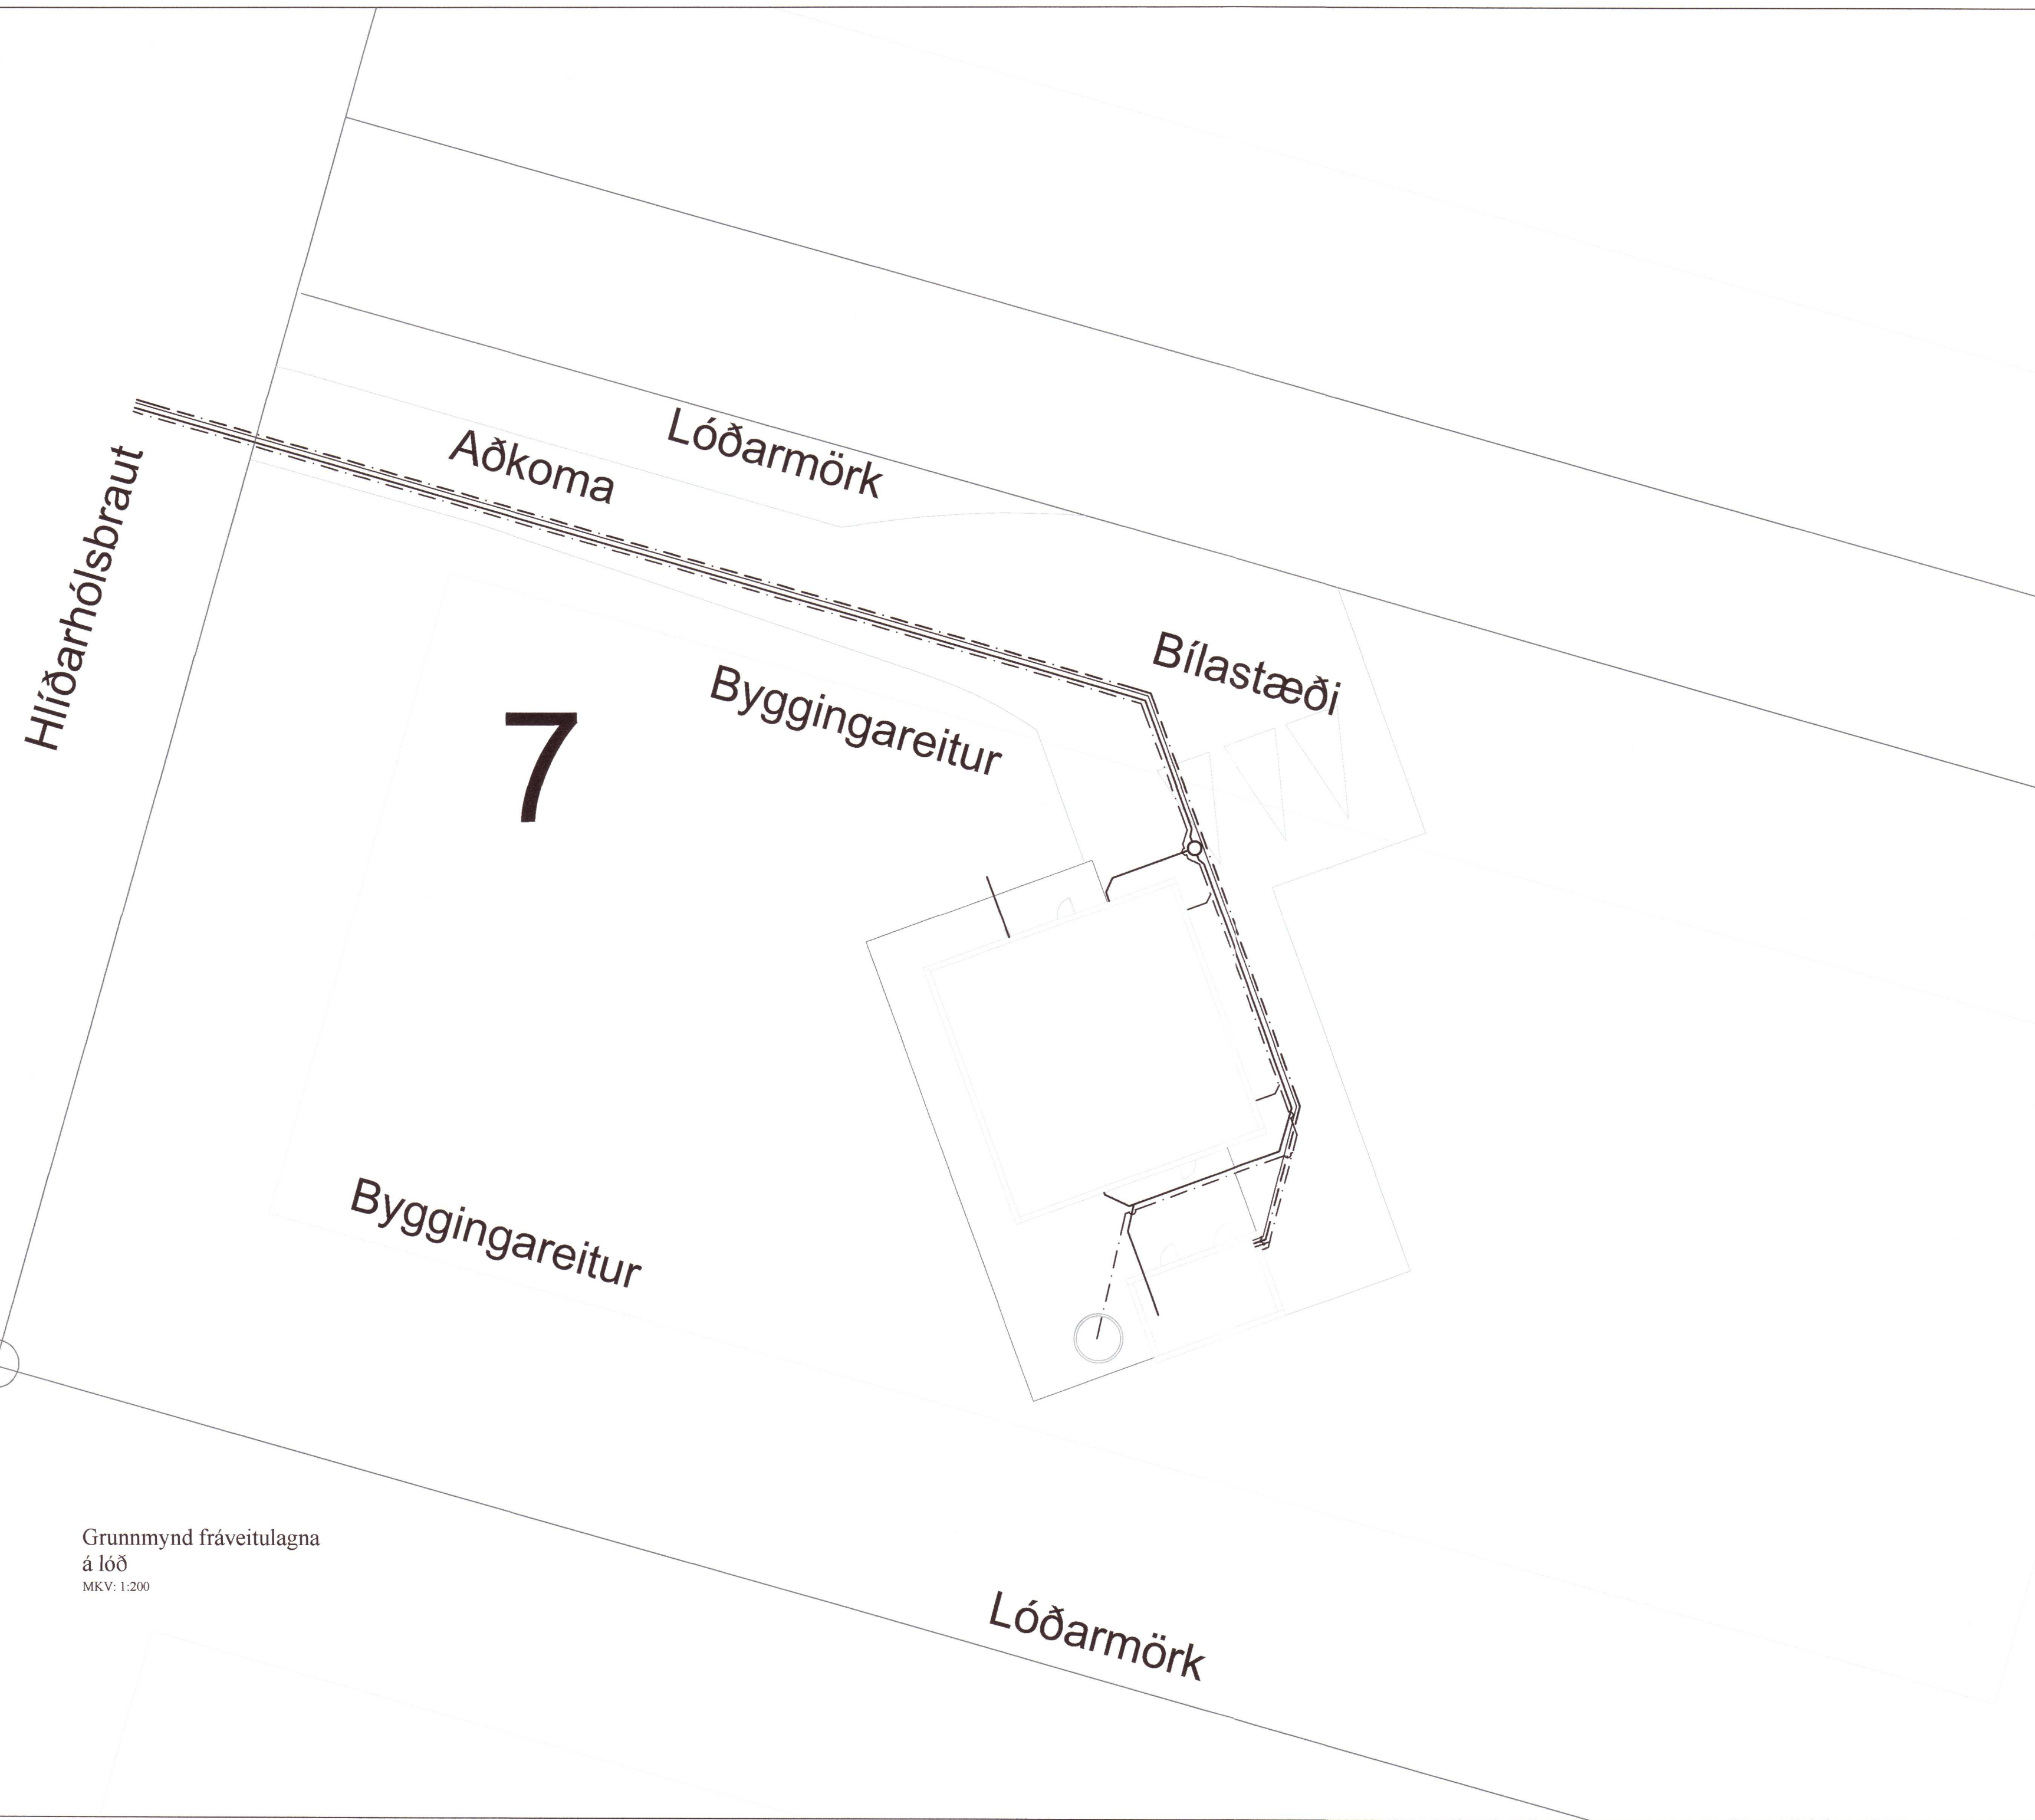 Lóðarmörk
Aðkoma
Hlíðarhólsbraut
Bílastæði
Byggingareitur
7
Byggingareitur
Grunnmynd fráveitulagna
á lóð
MKV: 1:200
Lóðarmörk